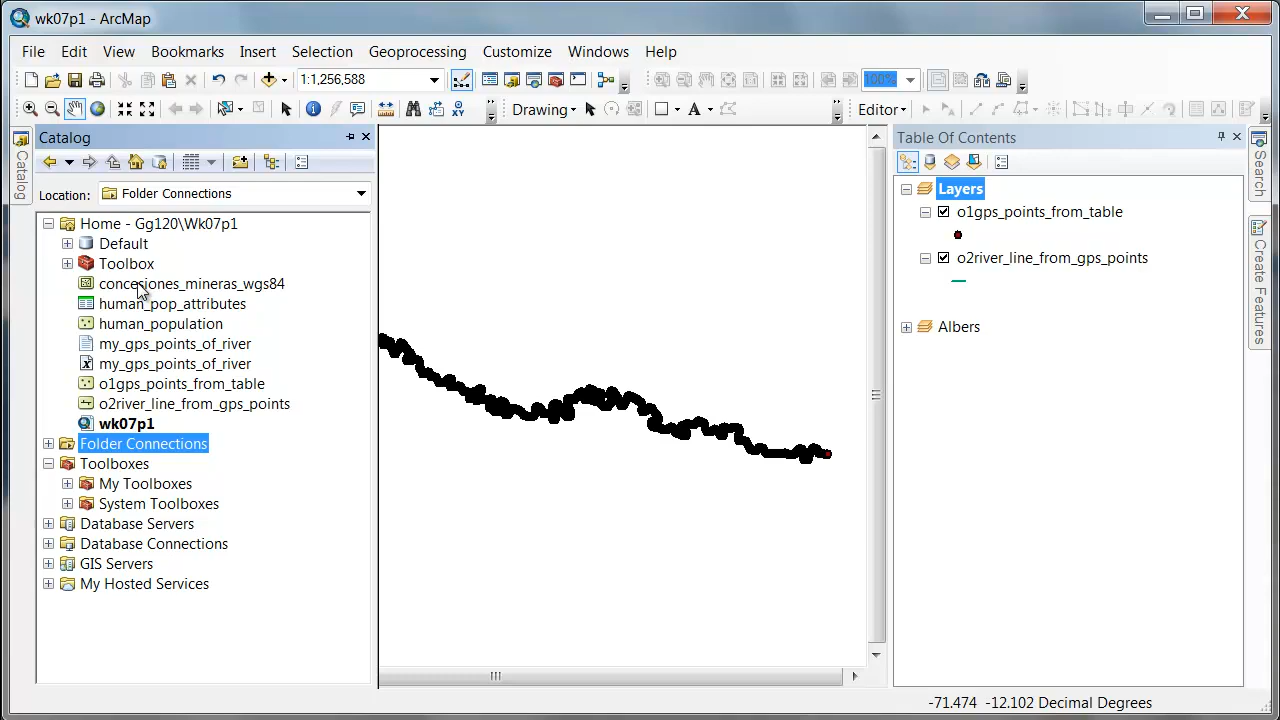 wk07p1 - ArcMap
File Edit View Bookmarks Insert Selection Geoprocessing Customize Windows Help
1:1,256,588 100%
Drawing Editor
Catalog Table Of Contents
Location: Folder Connections
Home - Gg120\Wk07p1
Default
Toolbox
concesiones_mineras_wgs84
human_pop_attributes
human_population
my_gps_points_of_river
my_gps_points_of_river
o1gps_points_from_table
o2river_line_from_gps_points
wk07p1
Folder Connections
Toolboxes
My Toolboxes
System Toolboxes
Database Servers
Database Connections
GIS Servers
My Hosted Services
Layers
o1gps_points_from_table
o2river_line_from_gps_points
Albers
Catalog
Search
Create Features
-71.474 -12.102 Decimal Degrees